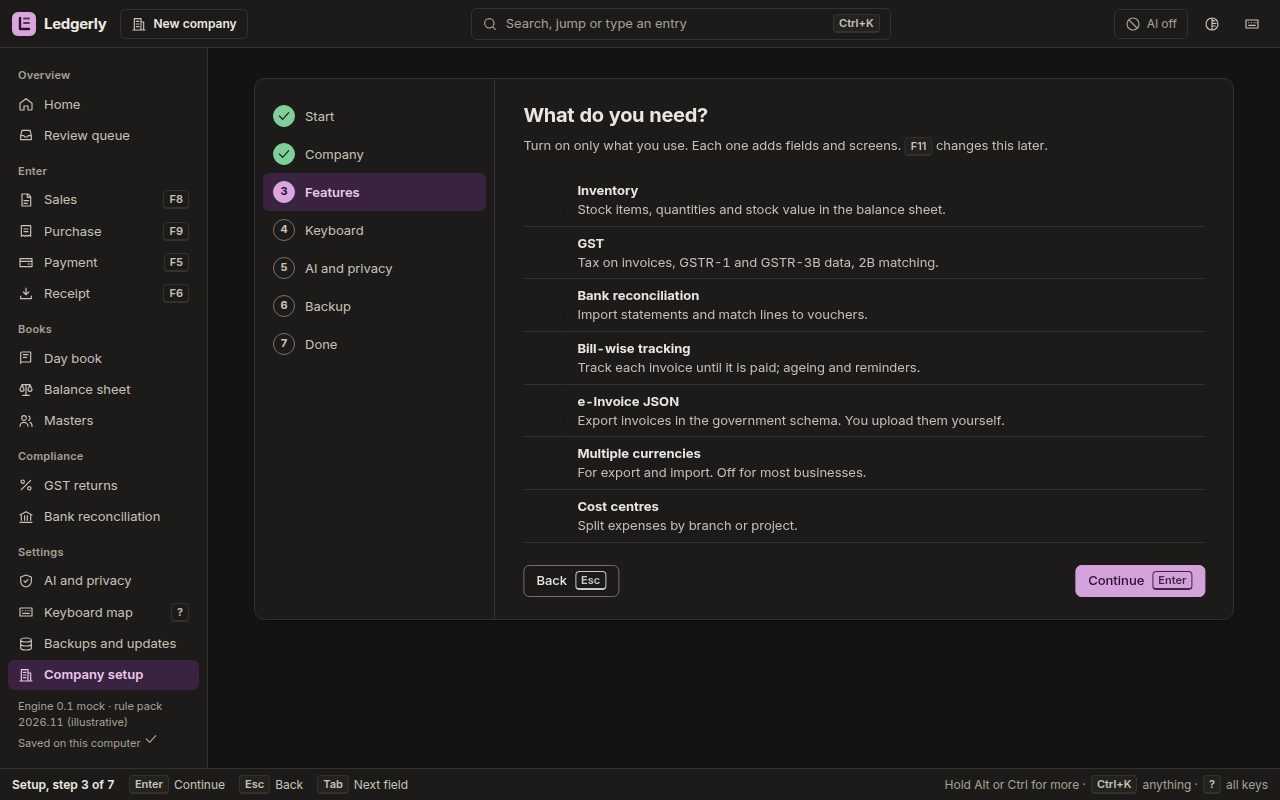 Ledgerly
New company
Search, jump or type an entry
Ctrl+K
AI off
Overview
Home
Review queue
Enter
Sales F8
Purchase F9
Payment F5
Receipt F6
Books
Day book
Balance sheet
Masters
Compliance
GST returns
Bank reconciliation
Settings
AI and privacy
Keyboard map ?
Backups and updates
Company setup
Engine 0.1 mock · rule pack
2026.11 (illustrative)
Saved on this computer
Start
Company
3 Features
4 Keyboard
5 AI and privacy
6 Backup
7 Done
What do you need?
Turn on only what you use. Each one adds fields and screens. F11 changes this later.
Inventory
Stock items, quantities and stock value in the balance sheet.
GST
Tax on invoices, GSTR-1 and GSTR-3B data, 2B matching.
Bank reconciliation
Import statements and match lines to vouchers.
Bill-wise tracking
Track each invoice until it is paid; ageing and reminders.
e-Invoice JSON
Export invoices in the government schema. You upload them yourself.
Multiple currencies
For export and import. Off for most businesses.
Cost centres
Split expenses by branch or project.
Back Esc
Continue Enter
Setup, step 3 of 7 Enter Continue Esc Back Tab Next field
Hold Alt or Ctrl for more · Ctrl+K anything · ? all keys